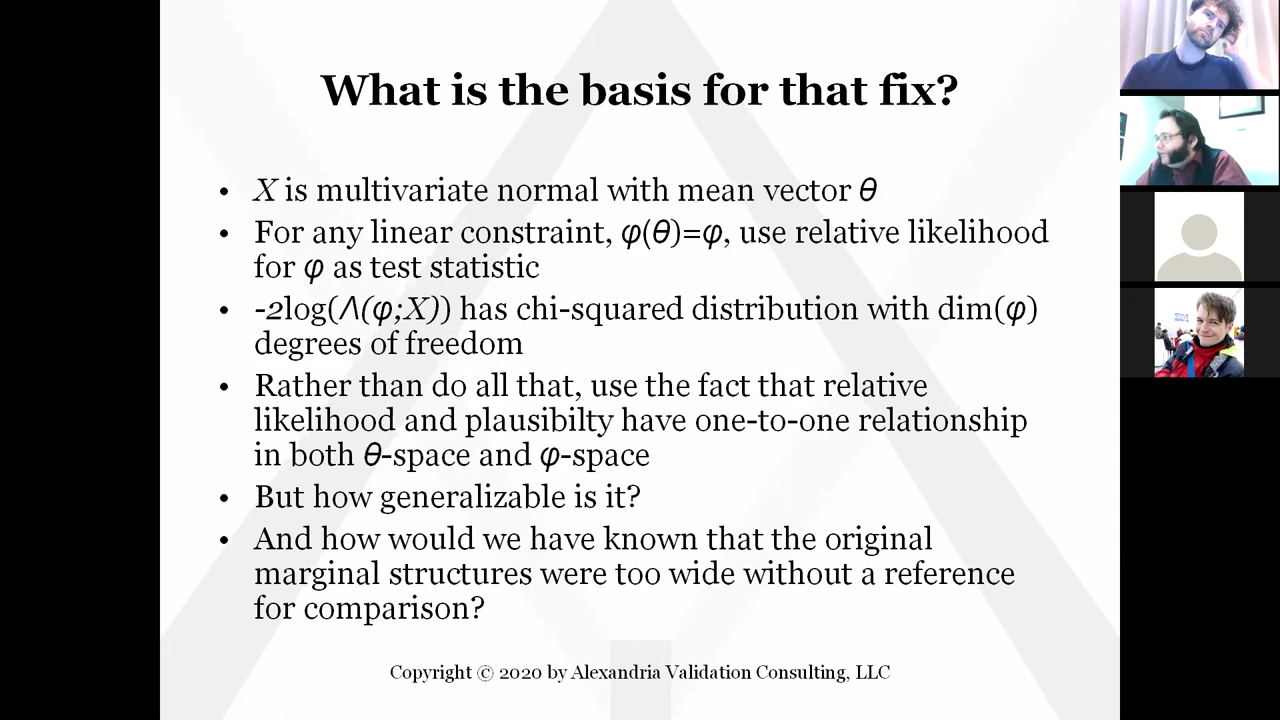 What is the basis for that fix?
• X is multivariate normal with mean vector θ
• For any linear constraint, φ(θ)=φ, use relative likelihood
for φ as test statistic
• -2log(Λ(φ;X)) has chi-squared distribution with dim(φ)
degrees of freedom
• Rather than do all that, use the fact that relative
likelihood and plausibilty have one-to-one relationship
in both θ-space and φ-space
• But how generalizable is it?
• And how would we have known that the original
marginal structures were too wide without a reference
for comparison?
Copyright © 2020 by Alexandria Validation Consulting, LLC